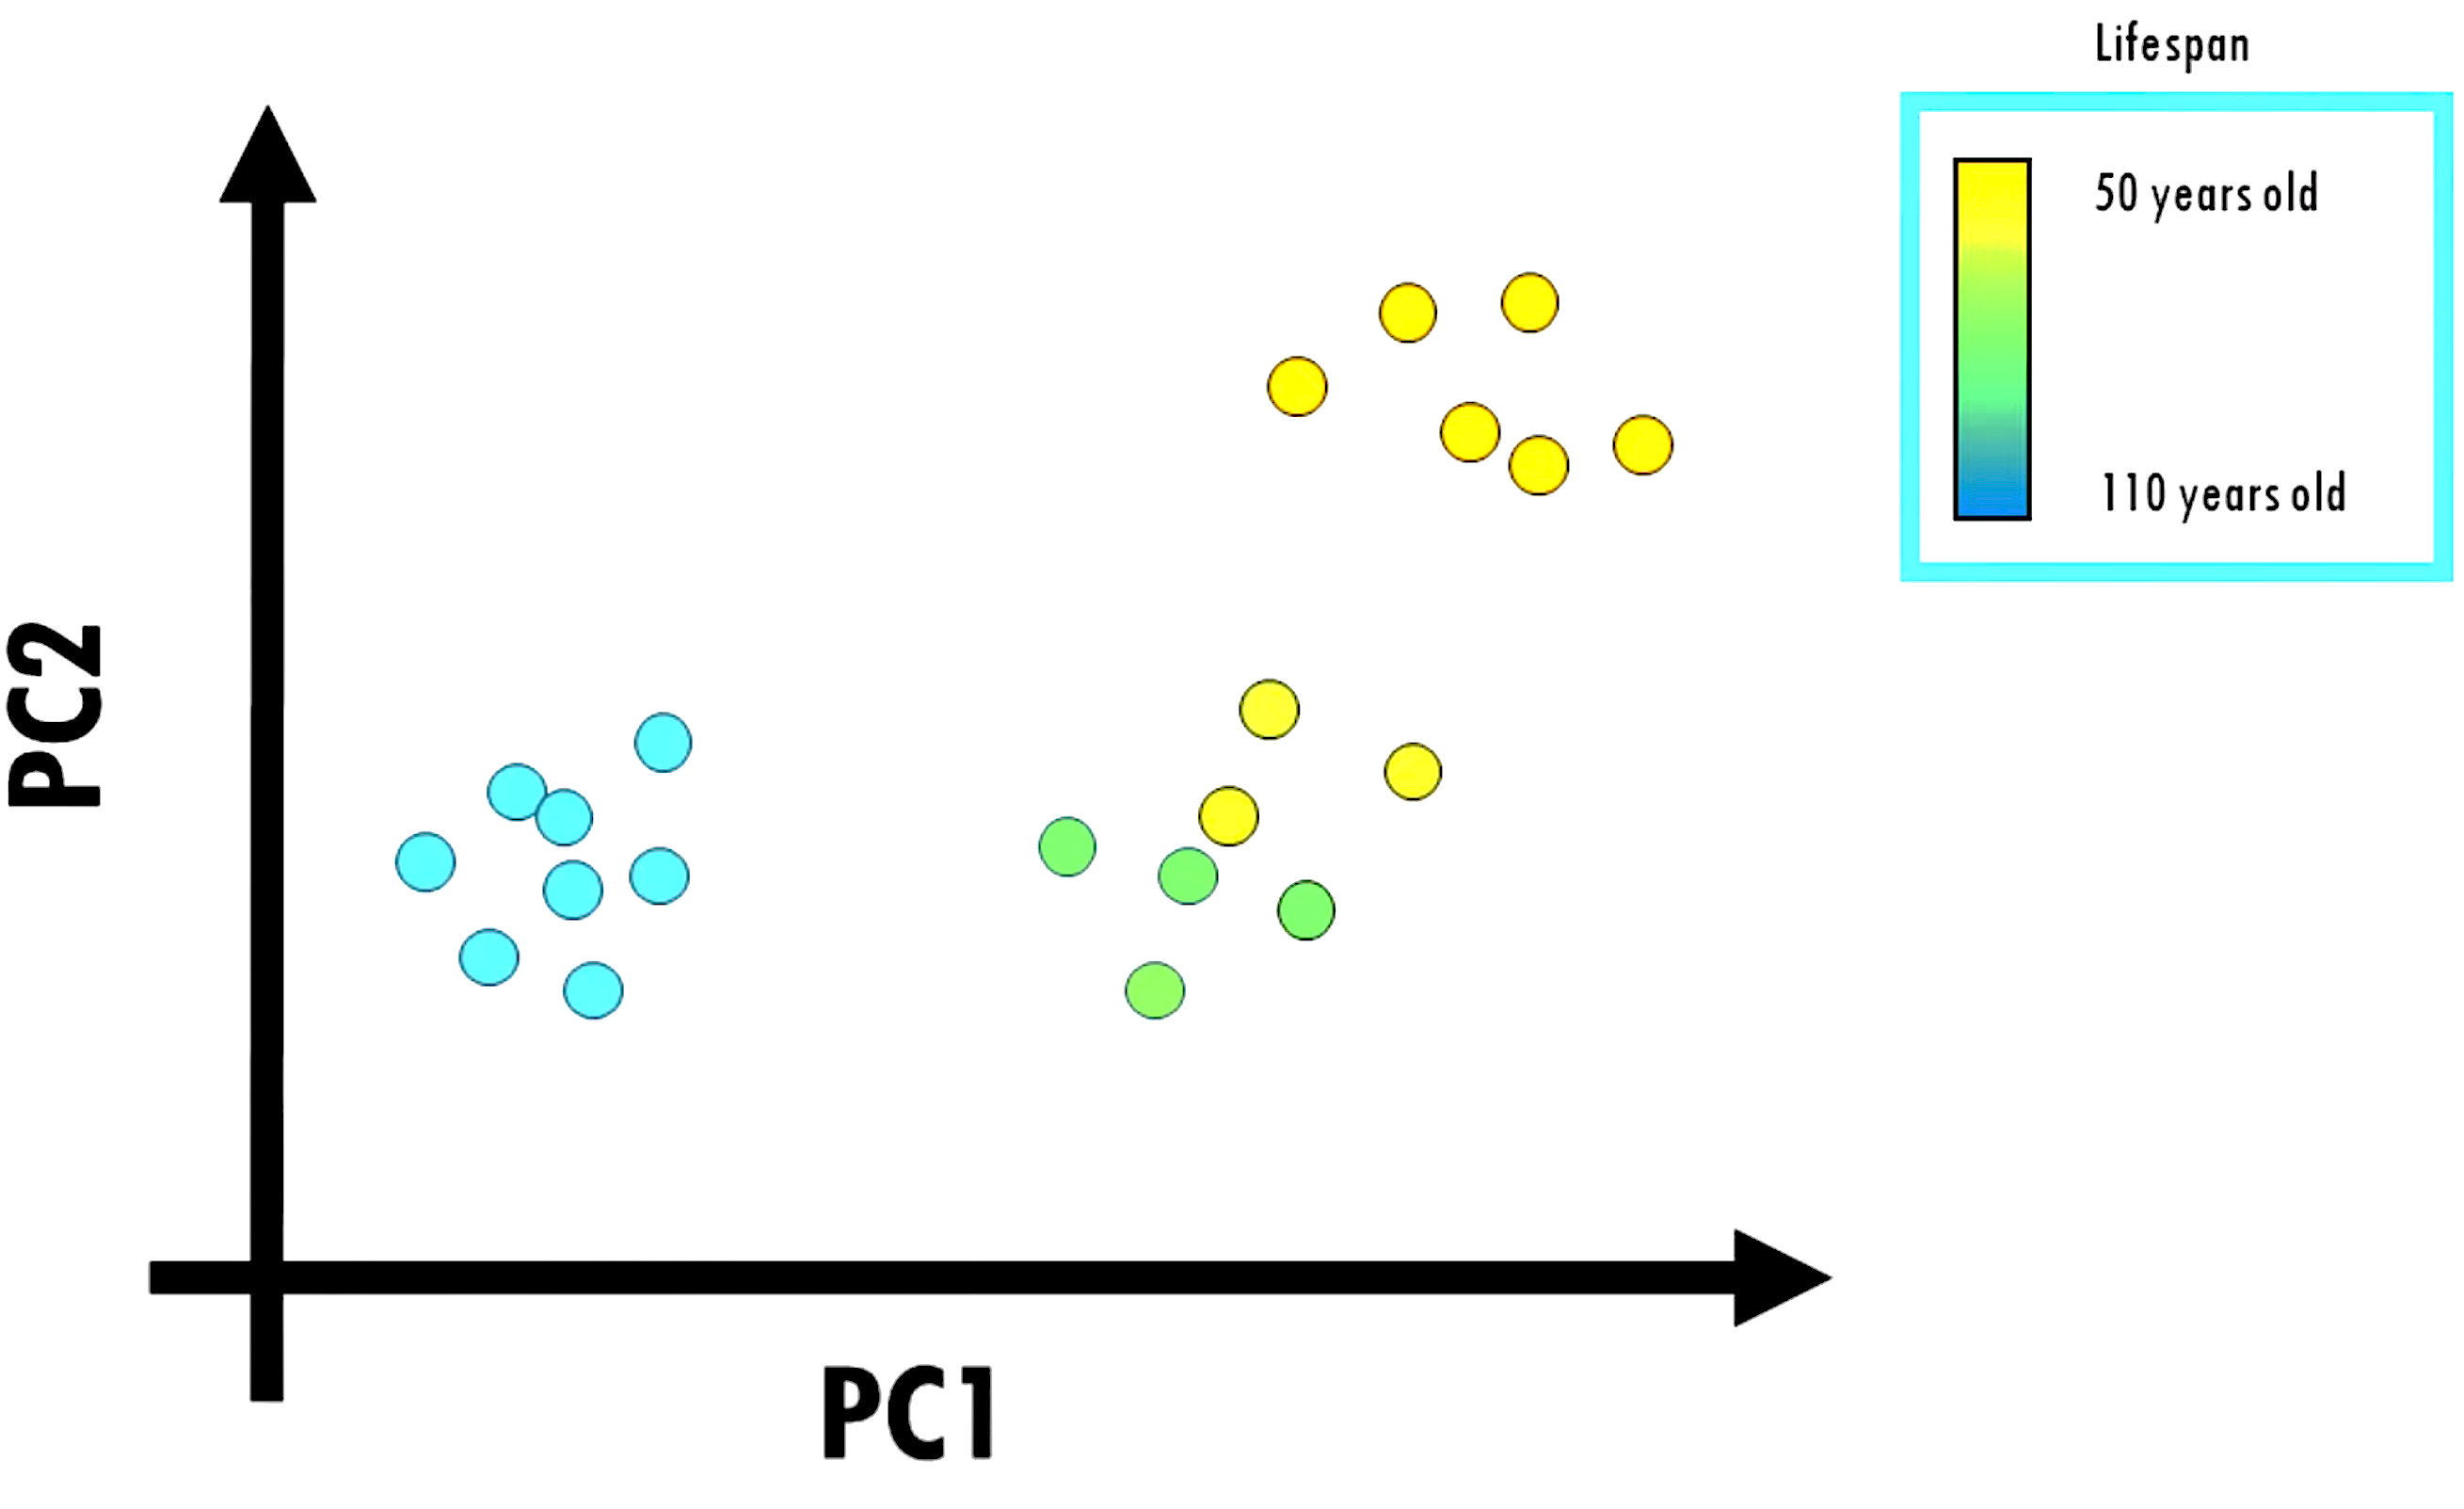 Lifespan
50 years old
110 years old
PC2
PC1